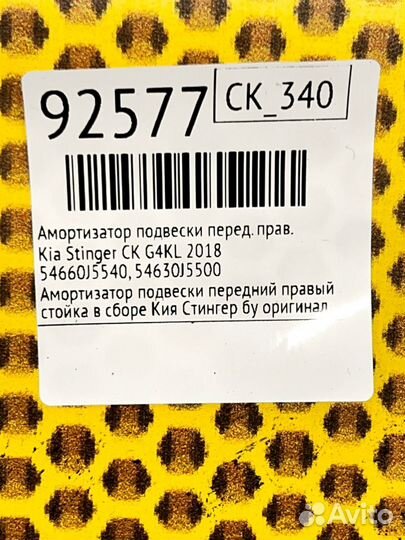 92577
CK_340
Амортизатор подвески перед. прав.
Kia Stinger CK G4KL 2018
54660J5540, 54630J5500
Амортизатор подвески передний правый
стойка в сборе Кия Стингер бу оригинал
Avito